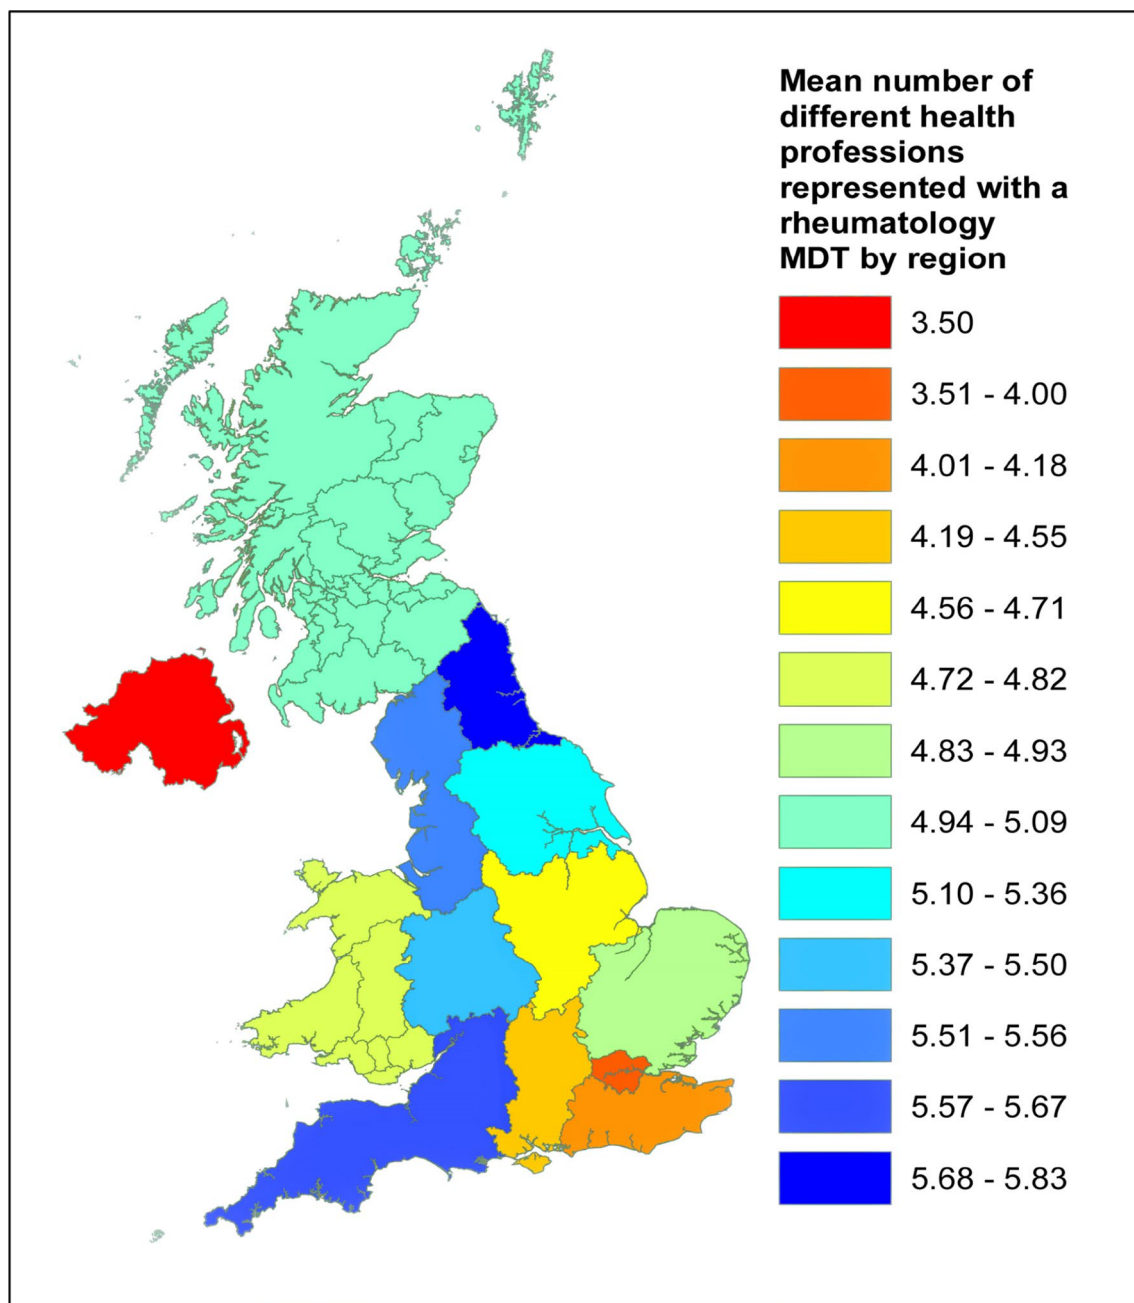 Mean number of
different health
professions
represented with a
rheumatology
MDT by region
3.50
3.51 - 4.00
4.01 - 4.18
4.19 - 4.55
4.56 - 4.71
4.72 - 4.82
4.83 - 4.93
4.94 - 5.09
5.10 - 5.36
5.37 - 5.50
5.51 - 5.56
5.57 - 5.67
5.68 - 5.83